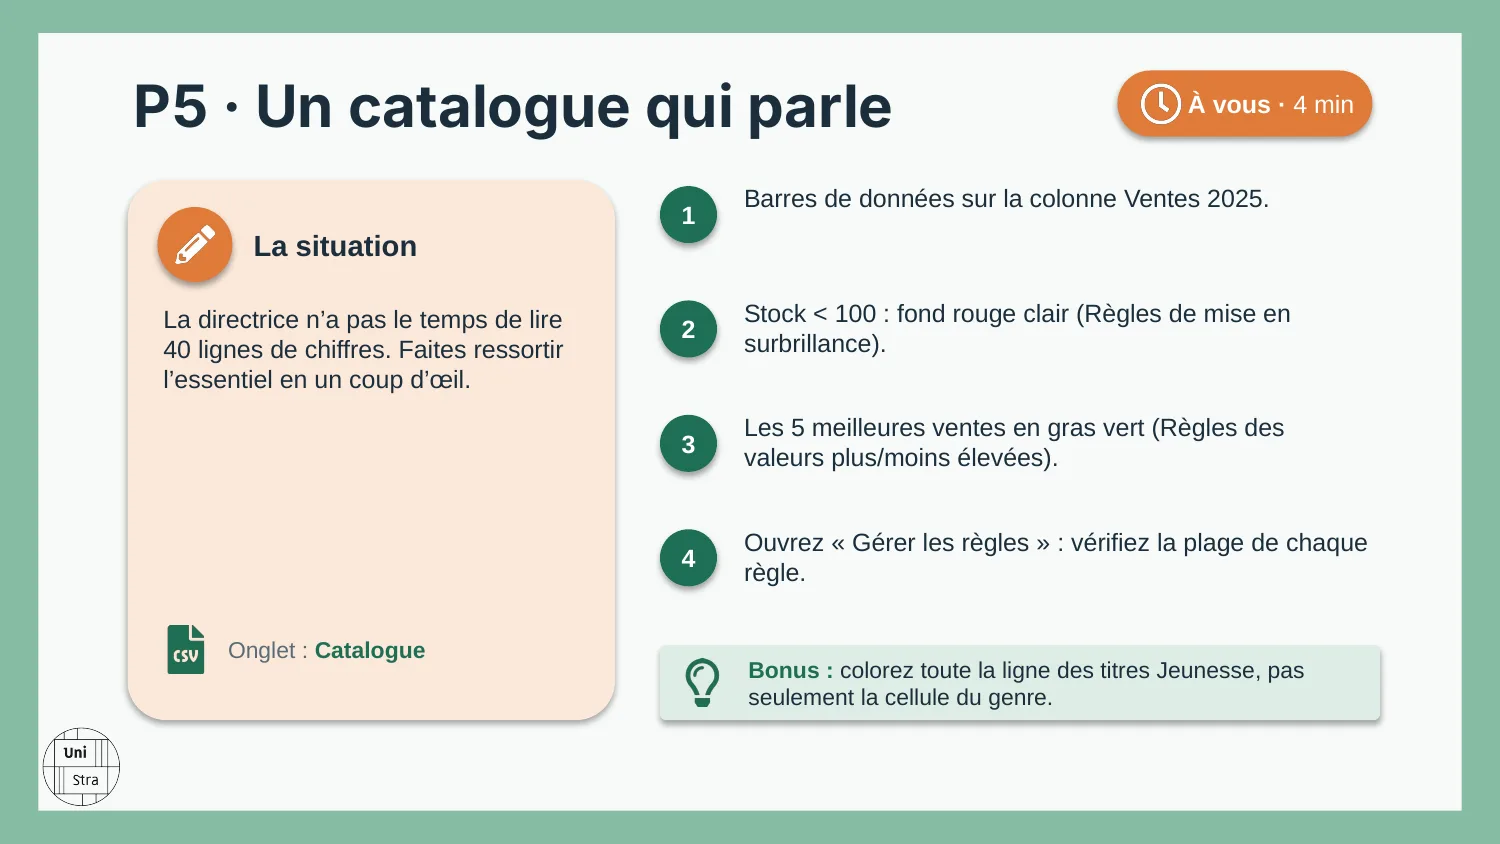 P5 · Un catalogue qui parle
À vous · 4 min
La situation
La directrice n’a pas le temps de lire
40 lignes de chiffres. Faites ressortir
l’essentiel en un coup d’œil.
CSV
Onglet : Catalogue
1
Barres de données sur la colonne Ventes 2025.
2
Stock < 100 : fond rouge clair (Règles de mise en
surbrillance).
3
Les 5 meilleures ventes en gras vert (Règles des
valeurs plus/moins élevées).
4
Ouvrez « Gérer les règles » : vérifiez la plage de chaque
règle.
Bonus : colorez toute la ligne des titres Jeunesse, pas
seulement la cellule du genre.
Uni
Stra